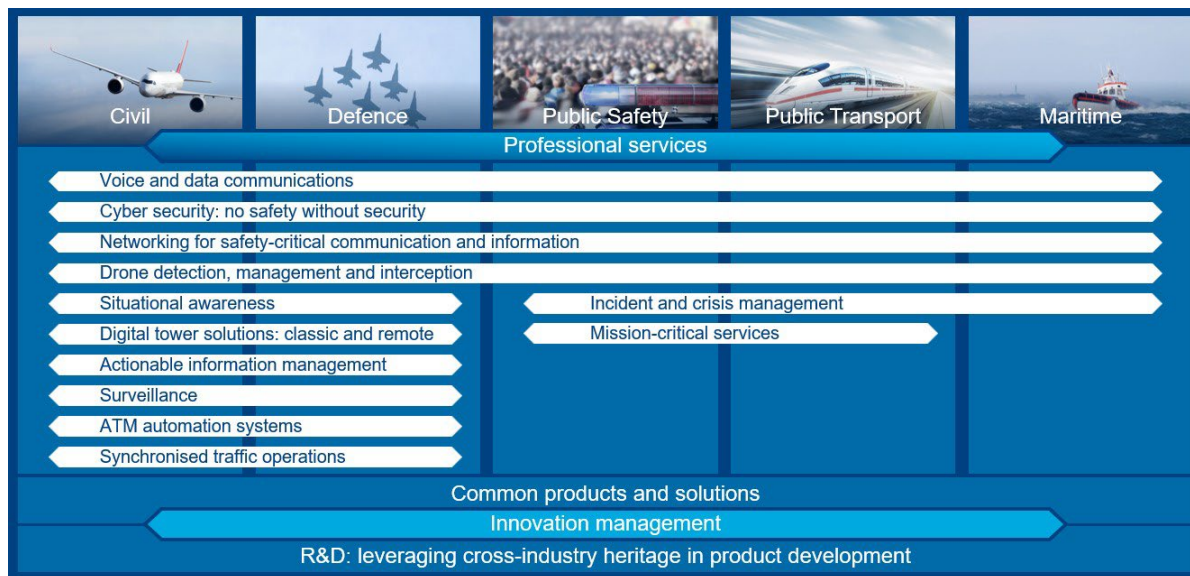 Civil
Defence
Public Safety
Public Transport
Maritime
Professional services
Voice and data communications
Cyber security: no safety without security
Networking for safety-critical communication and information
Drone detection, management and interception
Situational awareness
Incident and crisis management
Digital tower solutions: classic and remote
Mission-critical services
Actionable information management
Surveillance
ATM automation systems
Synchronised traffic operations
Common products and solutions
Innovation management
R&D: leveraging cross-industry heritage in product development